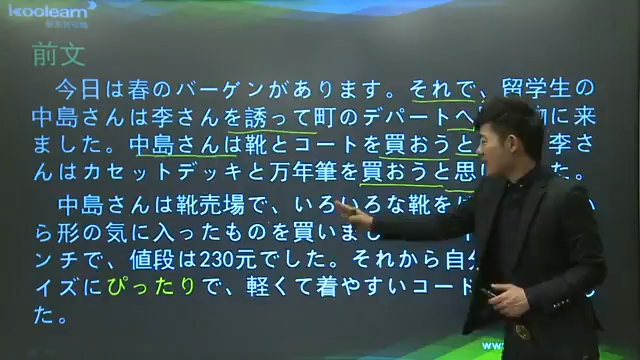 koolearn
前文
今日は春のバーゲンがあります。それで、留学生の
中島さんは李さんを誘って町のデパートへ 物に来
ました。中島さんは靴とコートを買おうと 李さ
んはカセットデッキと万年筆を買おうと思 た。
中島さんは靴売場で、いろいろな靴を
ら形の気に入ったものを買いまし
ンチで、値段は230元でした。それから自分
イズにぴったりで、軽くて着やすいコー
た。
www.